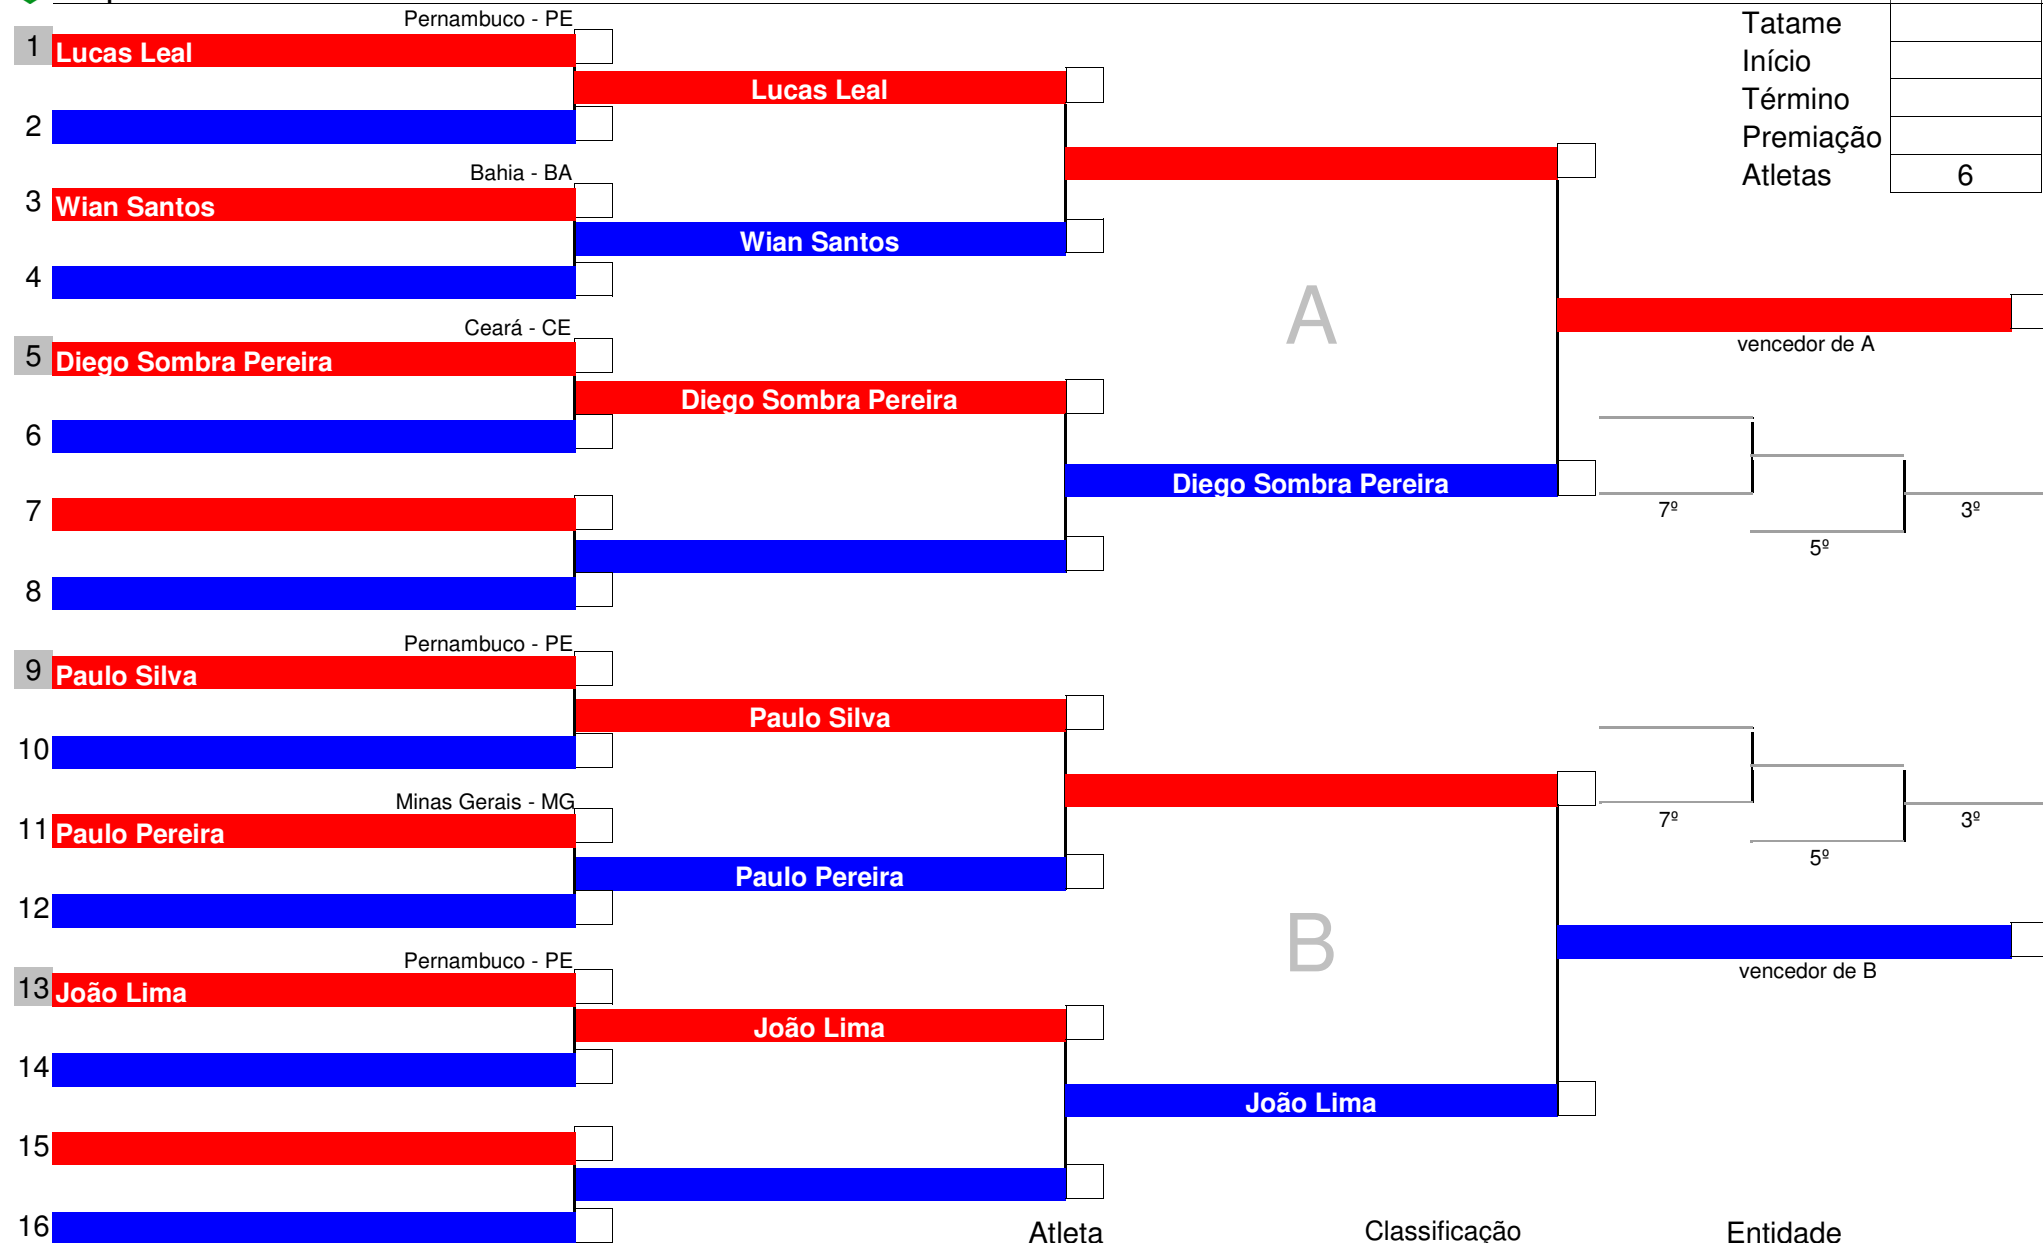 Pernambuco - PE
Tatame
1 Lucas Leal
Início
Lucas Leal
Término
2
Premiação
Bahia - BA
Atletas 6
3 Wian Santos
Wian Santos
4
A
Ceará - CE
vencedor de A
5 Diego Sombra Pereira
Diego Sombra Pereira
6
Diego Sombra Pereira
7
7º 3º
5º
8
Pernambuco - PE
9 Paulo Silva
Paulo Silva
10
Minas Gerais - MG
7º 3º
11 Paulo Pereira
5º
Paulo Pereira
12
B
Pernambuco - PE
vencedor de B
13 João Lima
João Lima
14
João Lima
15
16
Atleta Classificação Entidade